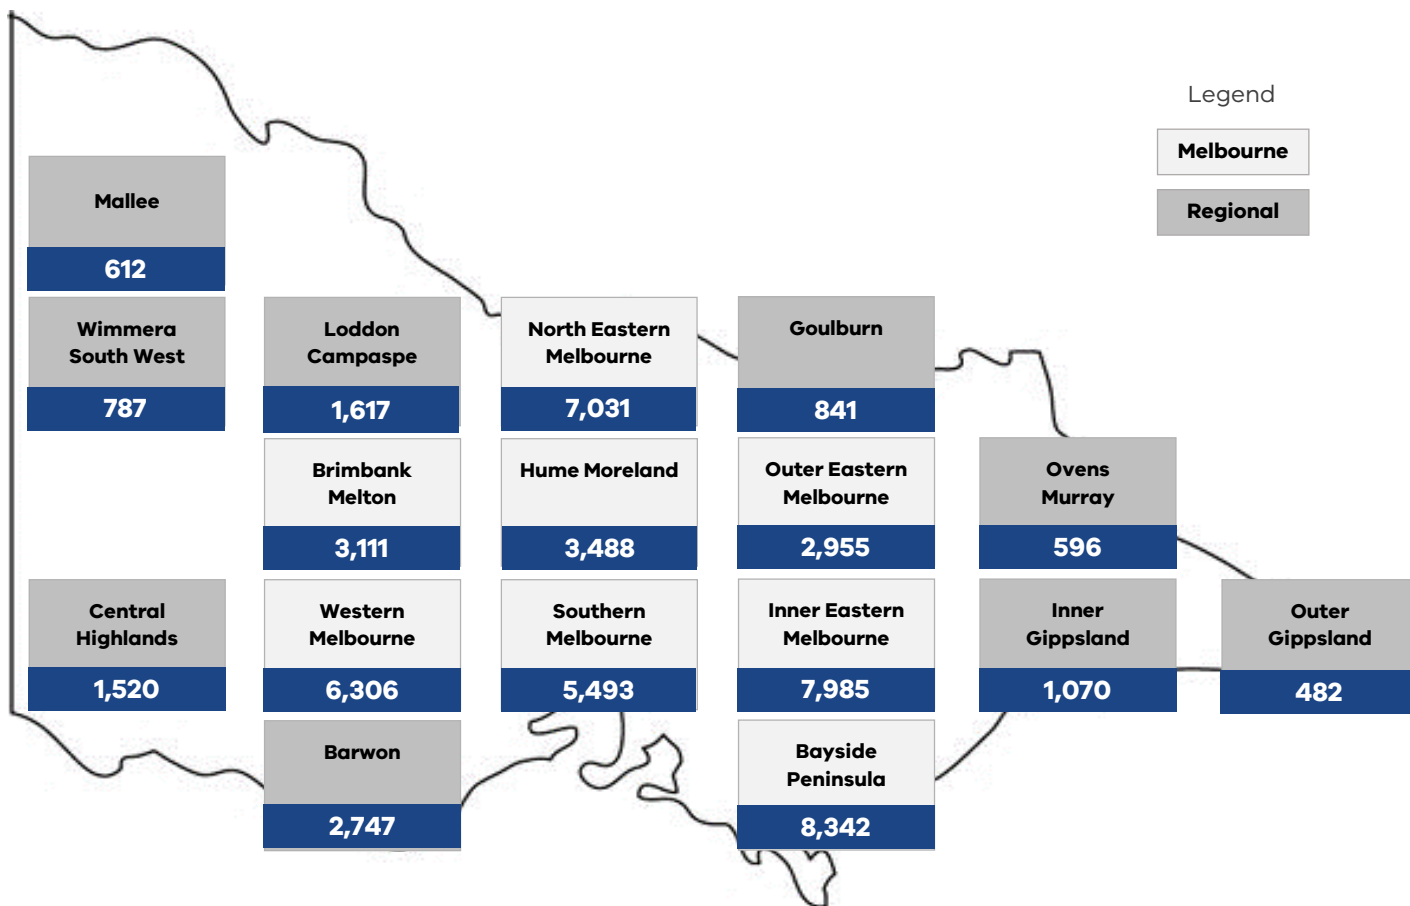 Legend
Melbourne
Regional
Mallee
612
Wimmera
South West
787
Loddon
Campaspe
1,617
North Eastern
Melbourne
7,031
Goulburn
841
Brimbank
Melton
3,111
Hume Moreland
3,488
Outer Eastern
Melbourne
2,955
Ovens
Murray
596
Central
Highlands
1,520
Western
Melbourne
6,306
Southern
Melbourne
5,493
Inner Eastern
Melbourne
7,985
Inner
Gippsland
1,070
Outer
Gippsland
482
Barwon
2,747
Bayside
Peninsula
8,342